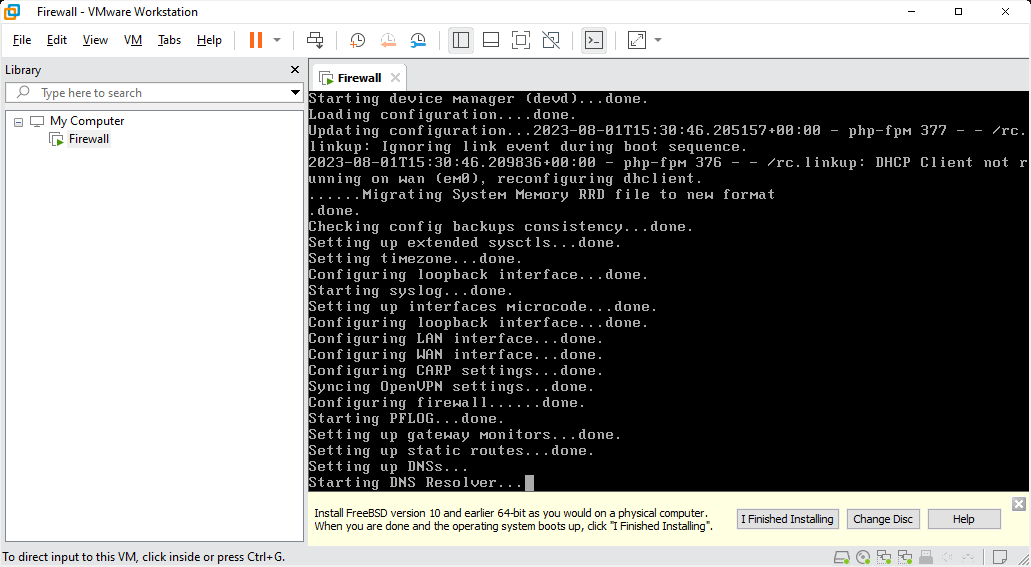 Firewall - VMware Workstation
File Edit View VM Tabs Help
Library
Type here to search
My Computer
Firewall
Firewall
Starting device manager (devd)...done.
Loading configuration....done.
Updating configuration...2023-08-01T15:30:46.205157+00:00 - php-fpm 377 - - /rc.
linkup: Ignoring link event during boot sequence.
2023-08-01T15:30:46.209836+00:00 - php-fpm 376 - - /rc.linkup: DHCP Client not r
unning on wan (em0), reconfiguring dhclient.
......Migrating System Memory RRD file to new format
.done.
Checking config backups consistency...done.
Setting up extended sysctls...done.
Setting timezone...done.
Configuring loopback interface...done.
Starting syslog...done.
Setting up interfaces microcode...done.
Configuring loopback interface...done.
Configuring LAN interface...done.
Configuring WAN interface...done.
Configuring CARP settings...done.
Syncing OpenVPN settings...done.
Configuring firewall......done.
Starting PFLOG...done.
Setting up gateway monitors...done.
Setting up static routes...done.
Setting up DNSs...
Starting DNS Resolver...
Install FreeBSD version 10 and earlier 64-bit as you would on a physical computer.
When you are done and the operating system boots up, click "I Finished Installing".
I Finished Installing
Change Disc
Help
To direct input to this VM, click inside or press Ctrl+G.